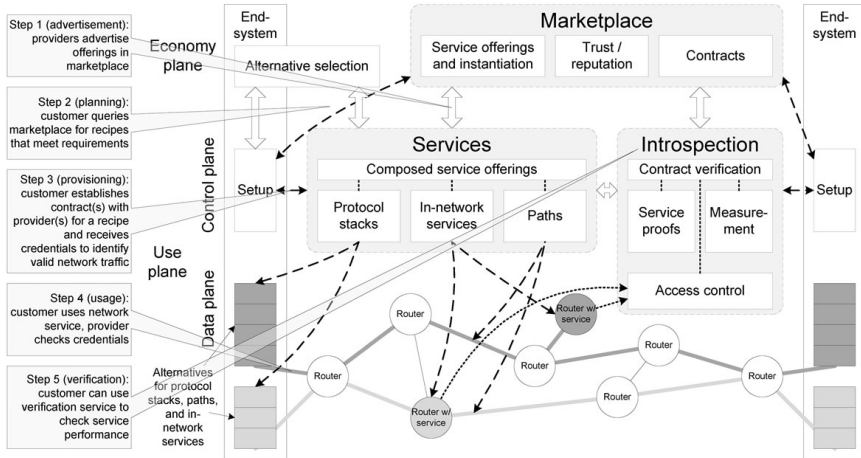 Step 1 (advertisement):
providers advertise
offerings in
marketplace
Step 2 (planning):
customer queries
marketplace for recipes
that meet requirements
Step 3 (provisioning):
customer establishes
contract(s) with
provider(s) for a recipe
and receives
credentials to identify
valid network traffic
Step 4 (usage):
customer uses network
service, provider
checks credentials
Step 5 (verification):
customer can use
verification service to
check service
performance
Economy
plane
Use
plane
Control plane
Data plane
Alternatives
for protocol
stacks, paths,
and in-
network
services
End-
system
Alternative selection
Setup
Marketplace
Service offerings
and instantiation
Trust /
reputation
Contracts
Services
Composed service offerings
Protocol
stacks
In-network
services
Paths
Introspection
Contract verification
Service
proofs
Measure-
ment
Access control
End-
system
Setup
Router
Router
Router w/
service
Router
Router w/
service
Router
Router
Router